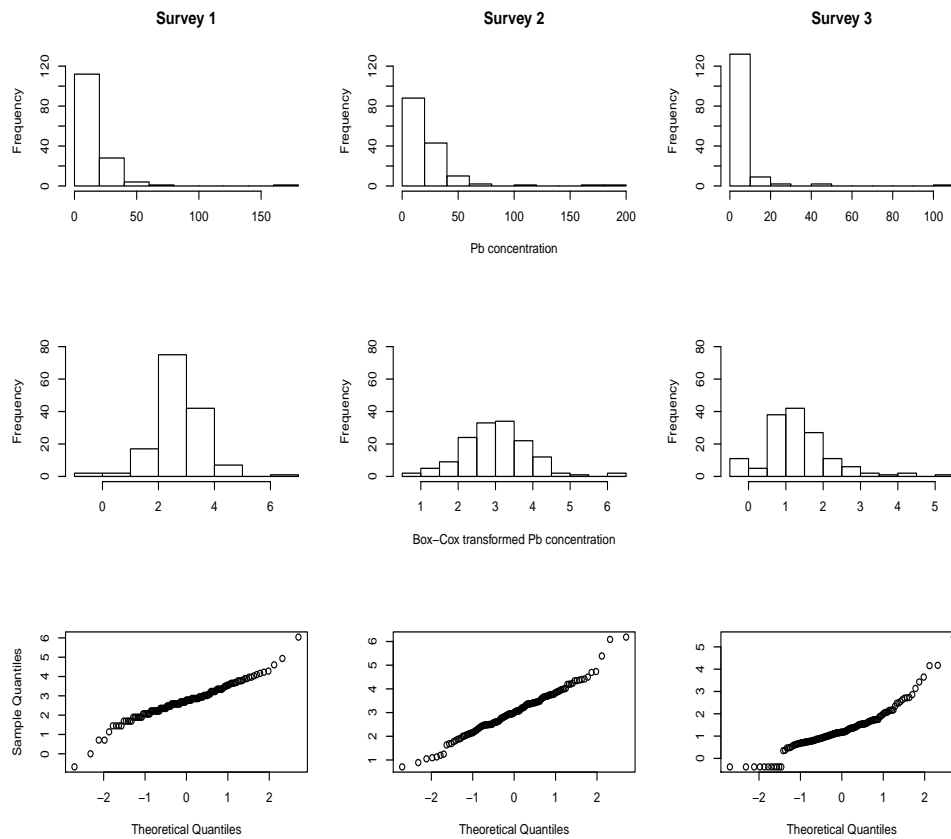 Survey 1
Survey 2
Survey 3
Frequency
0 40 80 120
0 50 100 150
Frequency
0 40 80 120
0 50 100 150 200
Frequency
0 40 80 120
0 20 40 60 80 100
Pb concentration
Frequency
0 20 40 60 80
0 2 4 6
Frequency
0 20 40 60 80
1 2 3 4 5 6
Frequency
0 20 40 60 80
0 1 2 3 4 5
Box–Cox transformed Pb concentration
Sample Quantiles
0 1 2 3 4 5 6
−2 −1 0 1 2
Theoretical Quantiles
1 2 3 4 5 6
−2 −1 0 1 2
Theoretical Quantiles
0 1 2 3 4 5
−2 −1 0 1 2
Theoretical Quantiles